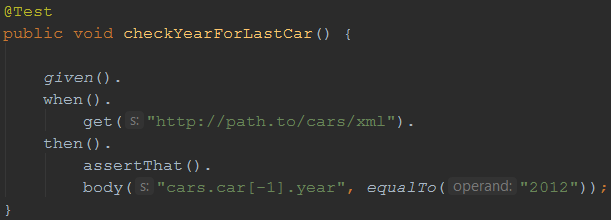 @Test
public void checkYearForLastCar() {
given().
when().
get( s: "http://path.to/cars/xml").
then().
assertThat().
body( s: "cars.car[-1].year", equalTo( operand: "2012"));
}